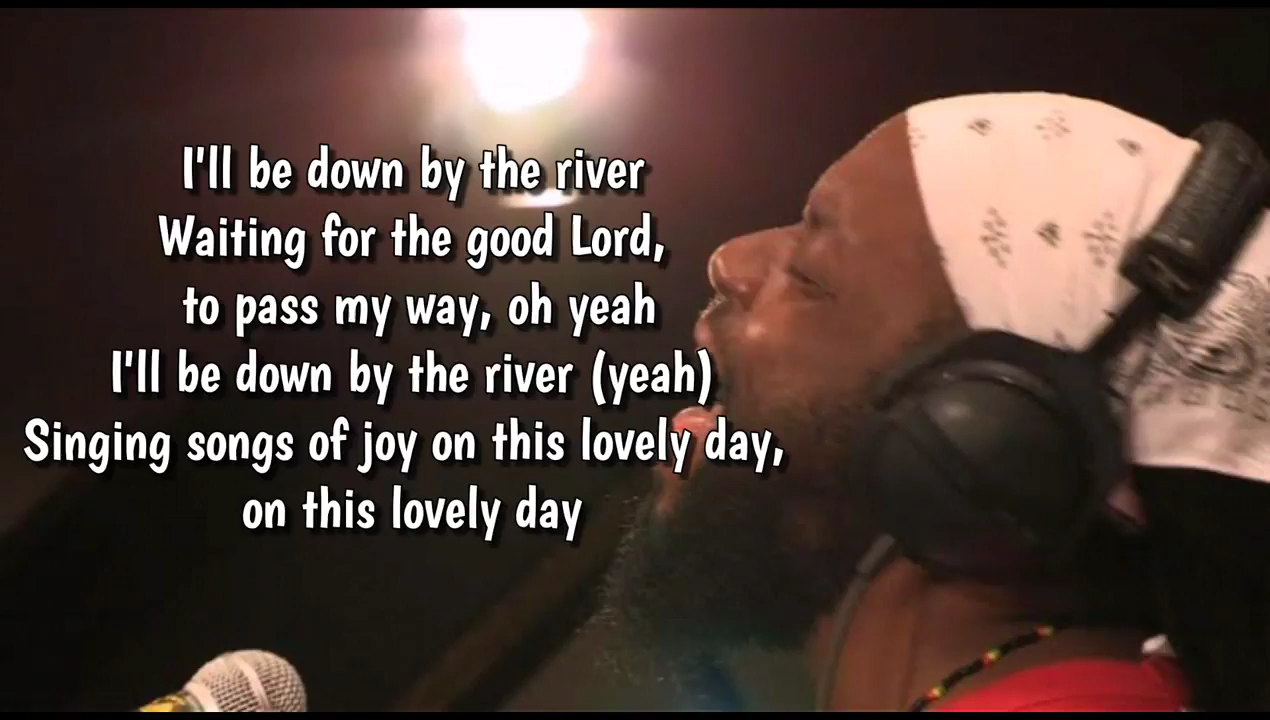 I'll be down by the river
Waiting for the good Lord,
to pass my way, oh yeah
I'll be down by the river (yeah)
Singing songs of joy on this lovely day,
on this lovely day